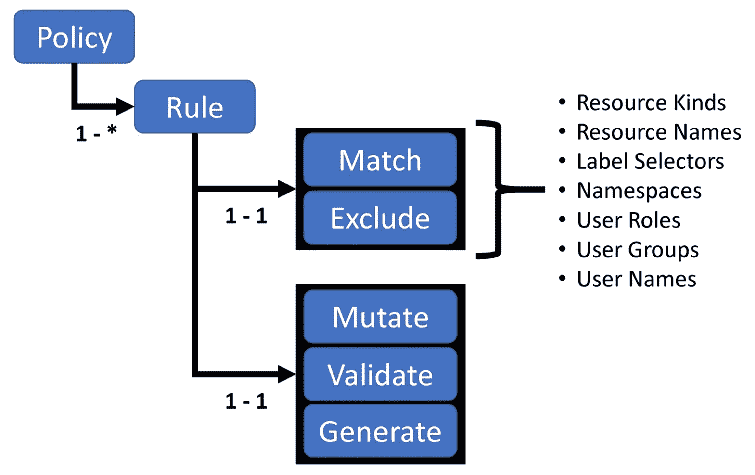 Policy
1 - *
Rule
1 - 1
Match
Exclude
• Resource Kinds
• Resource Names
• Label Selectors
• Namespaces
• User Roles
• User Groups
• User Names
1 - 1
Mutate
Validate
Generate